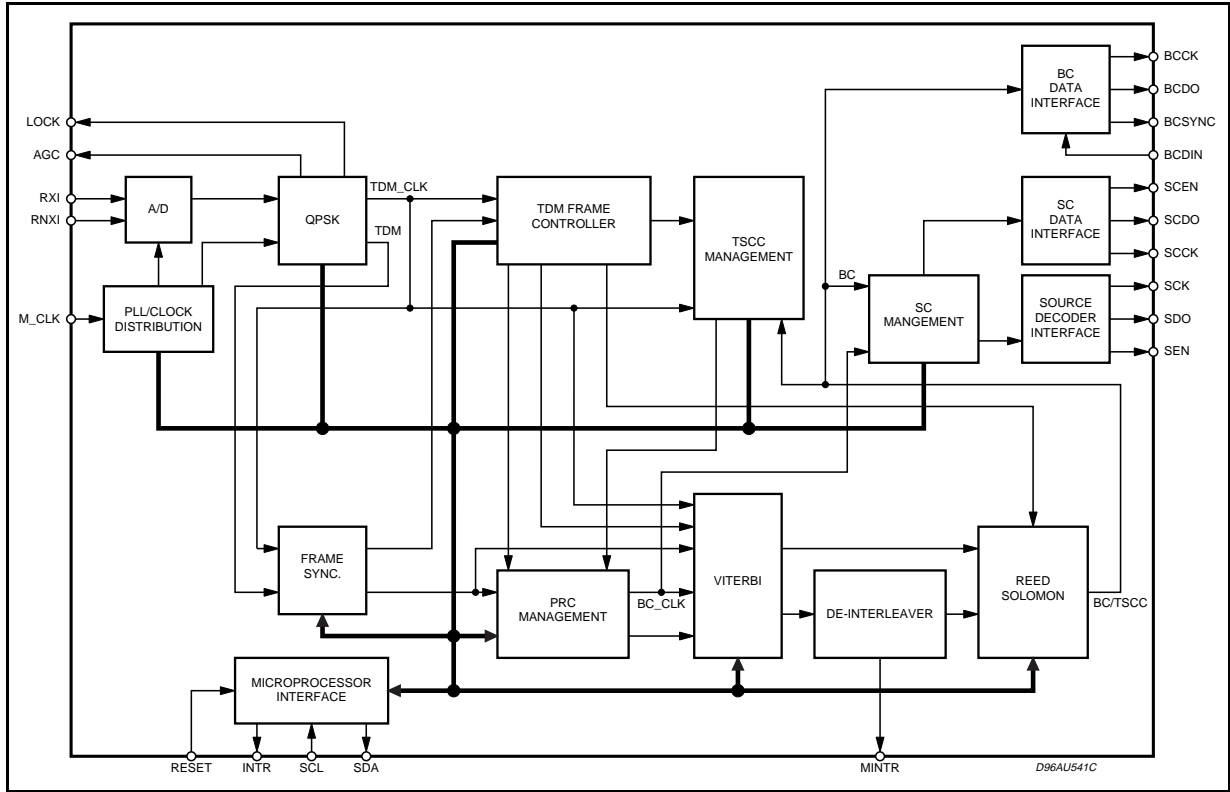 BCCK
BC
DATA
INTERFACE
BCDO
BCSYNC
LOCK
AGC
BCDIN
RXI
RNXI
A/D
QPSK
TDM_CLK
TDM
TDM FRAME
CONTROLLER
TSCC
MANAGEMENT
SCEN
SC
DATA
INTERFACE
SCDO
SCCK
BC
SC
MANGEMENT
M_CLK
PLL/CLOCK
DISTRIBUTION
SOURCE
DECODER
INTERFACE
SCK
SDO
SEN
FRAME
SYNC.
PRC
MANAGEMENT
BC_CLK
VITERBI
DE-INTERLEAVER
REED
SOLOMON
BC/TSCC
MICROPROCESSOR
INTERFACE
RESET
INTR
SCL
SDA
MINTR
D96AU541C